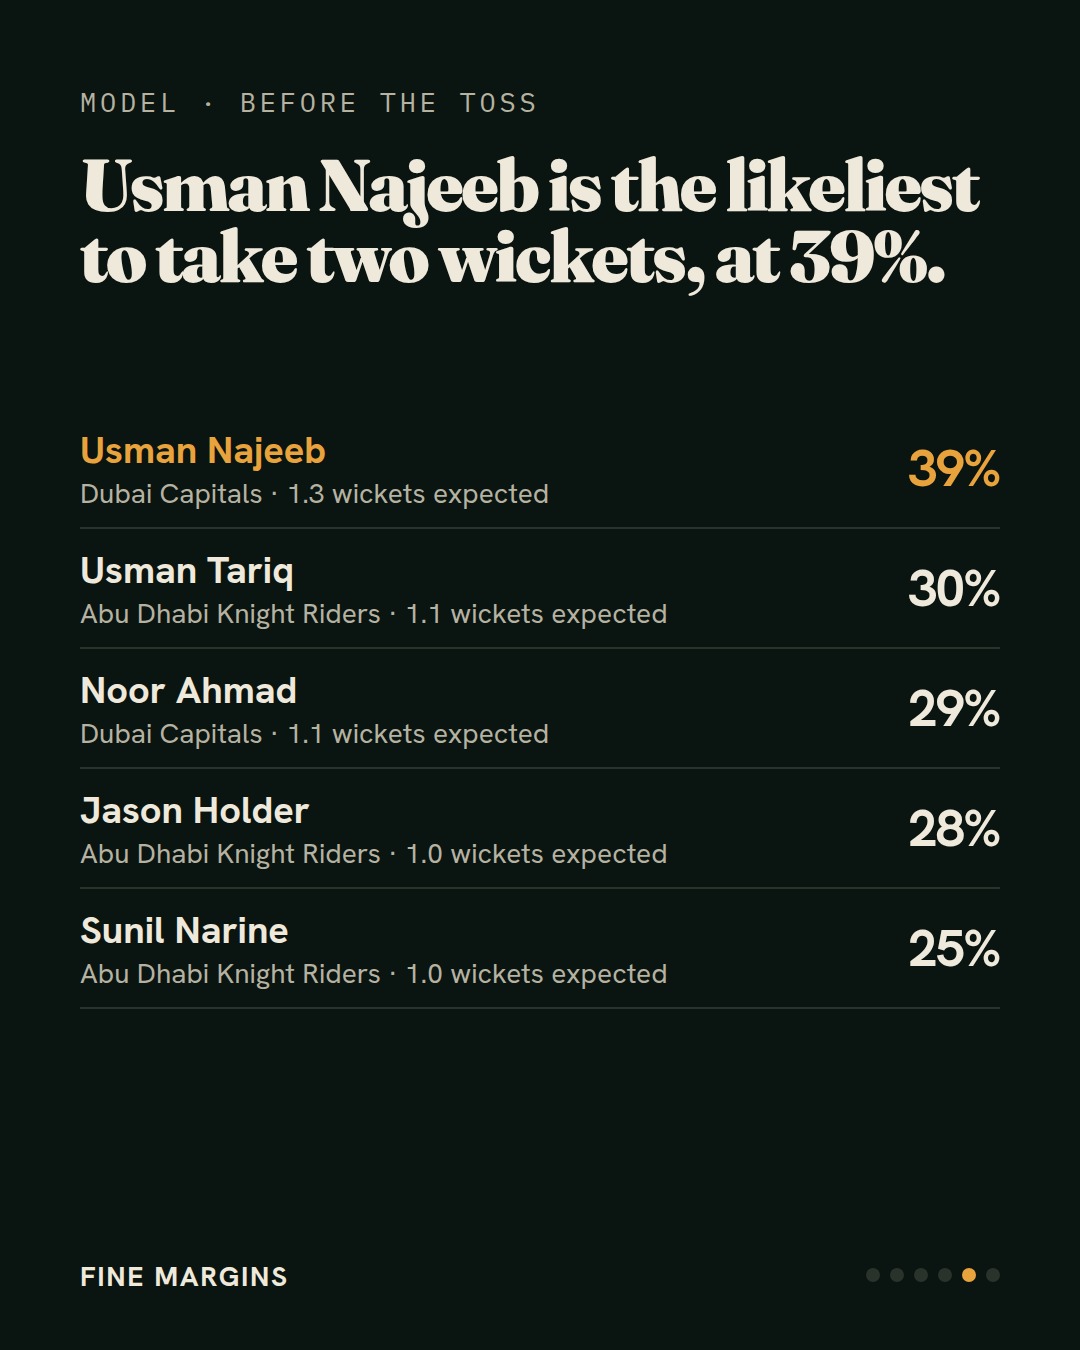 MODEL · BEFORE THE TOSS
Usman Najeeb is the likeliest
to take two wickets, at 39%.
Usman Najeeb
39%
Dubai Capitals · 1.3 wickets expected
Usman Tariq
30%
Abu Dhabi Knight Riders · 1.1 wickets expected
Noor Ahmad
29%
Dubai Capitals · 1.1 wickets expected
Jason Holder
28%
Abu Dhabi Knight Riders · 1.0 wickets expected
Sunil Narine
25%
Abu Dhabi Knight Riders · 1.0 wickets expected
FINE MARGINS